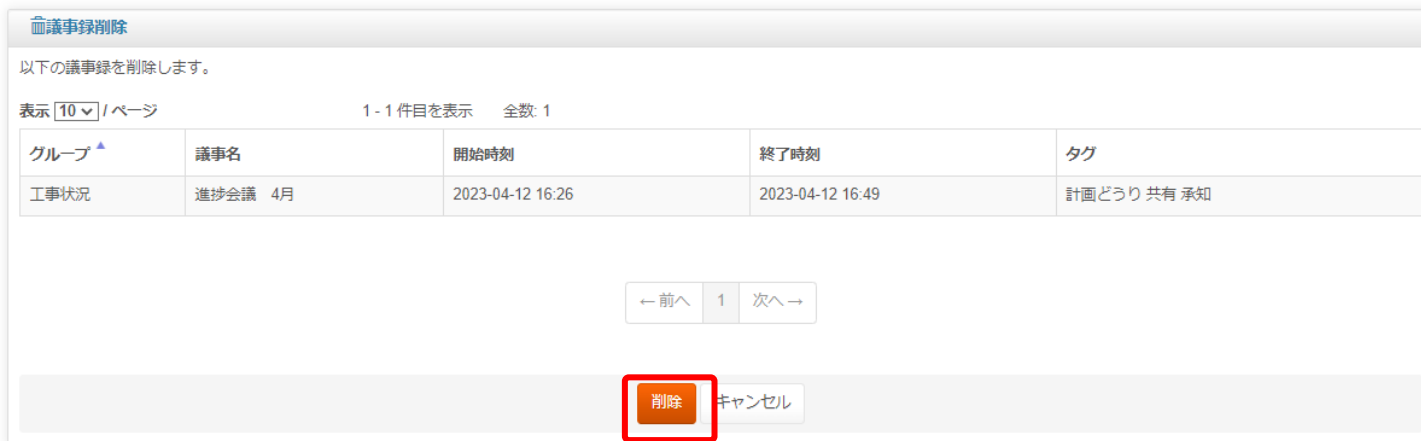 議事録削除
以下の議事録を削除します。
表示 10 / ページ 1 - 1 件目を表示 全数: 1
グループ 議事名 開始時刻 終了時刻 タグ
工事状況 進捗会議 4月 2023-04-12 16:26 2023-04-12 16:49 計画どうり 共有 承知
← 前へ 1 次へ →
削除 キャンセル